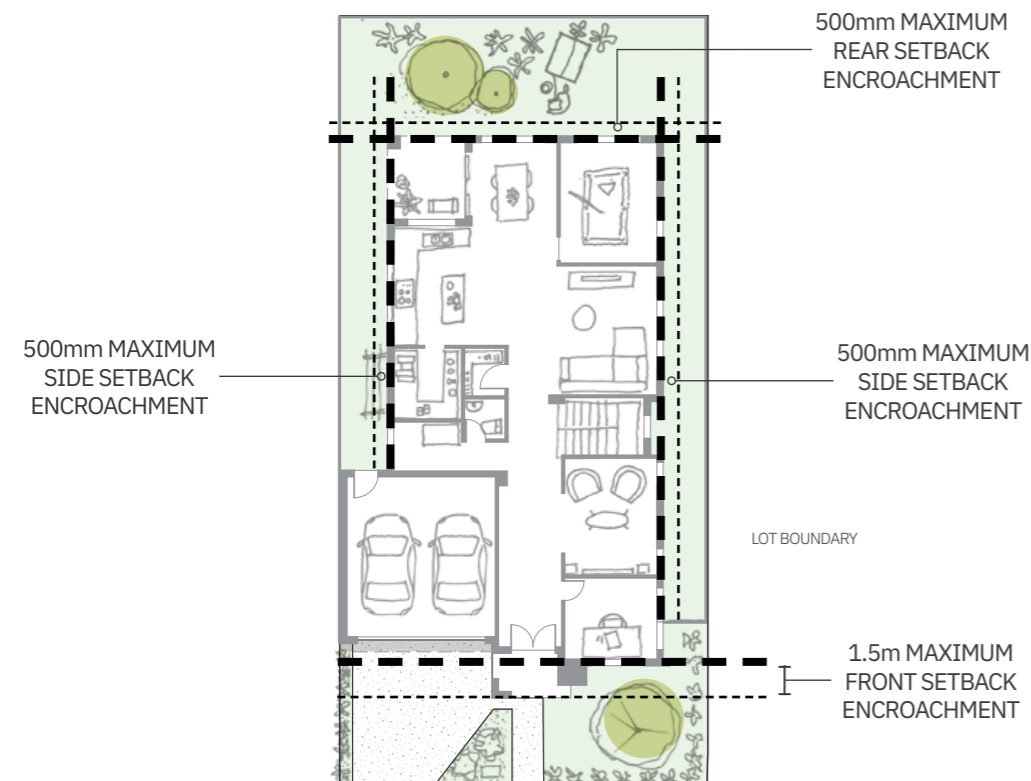 500mm MAXIMUM
REAR SETBACK
ENCROACHMENT
500mm MAXIMUM
SIDE SETBACK
ENCROACHMENT
500mm MAXIMUM
SIDE SETBACK
ENCROACHMENT
LOT BOUNDARY
1.5m MAXIMUM
FRONT SETBACK
ENCROACHMENT